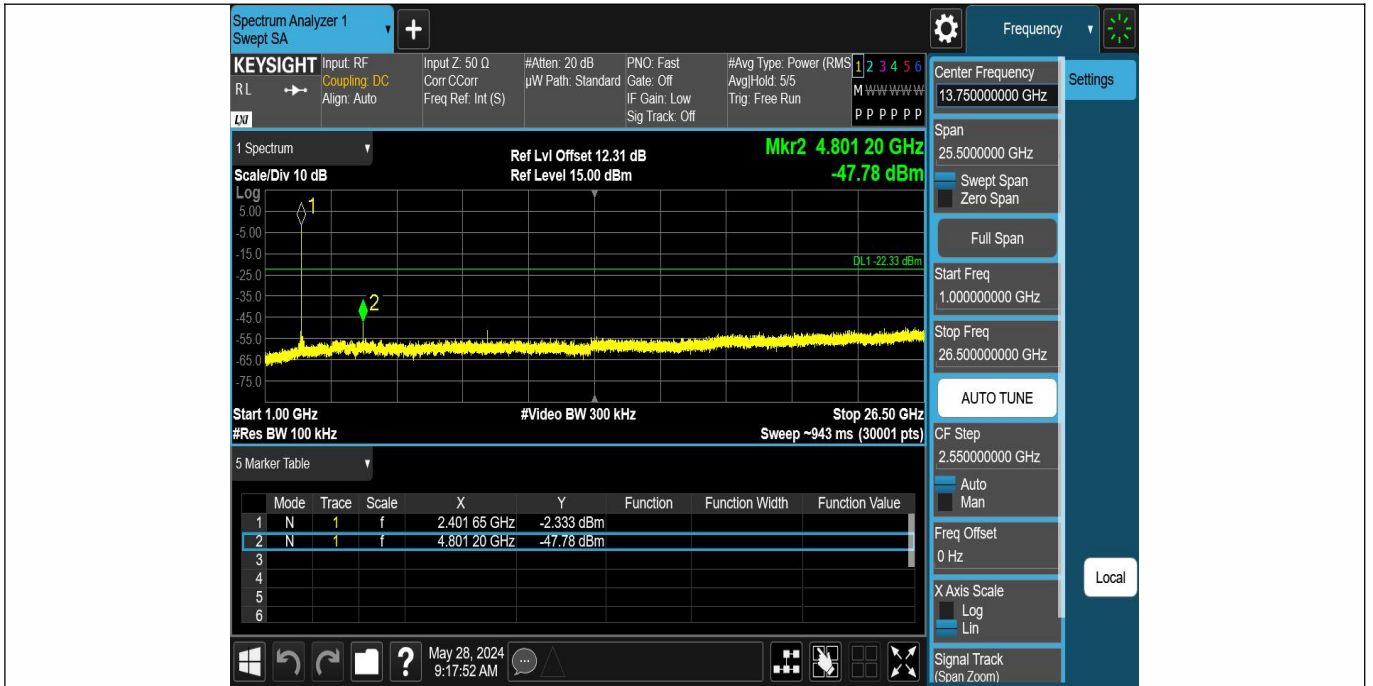 Spectrum Analyzer 1
Swept SA
+
Frequency
KEYSIGHT
RL
LXI
Input: RF
Coupling: DC
Align: Auto
Input Z: 50 Ω
Corr CCorr
Freq Ref: Int (S)
#Atten: 20 dB
µW Path: Standard
PNO: Fast
Gate: Off
IF Gain: Low
Sig Track: Off
#Avg Type: Power (RMS
Avg|Hold: 5/5
Trig: Free Run
1 2 3 4 5 6
M W W W W W
P P P P P P
1 Spectrum
Scale/Div 10 dB
Ref Lvl Offset 12.31 dB
Ref Level 15.00 dBm
Mkr2 4.801 20 GHz
-47.78 dBm
Log
5.00
-5.00
-15.0
-25.0
-35.0
-45.0
-55.0
-65.0
-75.0
1
2
DL1 -22.33 dBm
Start 1.00 GHz
#Video BW 300 kHz
Stop 26.50 GHz
#Res BW 100 kHz
Sweep ~943 ms (30001 pts)
5 Marker Table
Mode Trace Scale X Y Function Function Width Function Value
1 N 1 f 2.401 65 GHz -2.333 dBm
2 N 1 f 4.801 20 GHz -47.78 dBm
3
4
5
6
?
May 28, 2024
9:17:52 AM
Center Frequency
13.750000000 GHz
Settings
Span
25.5000000 GHz
Swept Span
Zero Span
Full Span
Start Freq
1.000000000 GHz
Stop Freq
26.500000000 GHz
AUTO TUNE
CF Step
2.550000000 GHz
Auto
Man
Freq Offset
0 Hz
Local
X Axis Scale
Log
Lin
Signal Track
(Span Zoom)